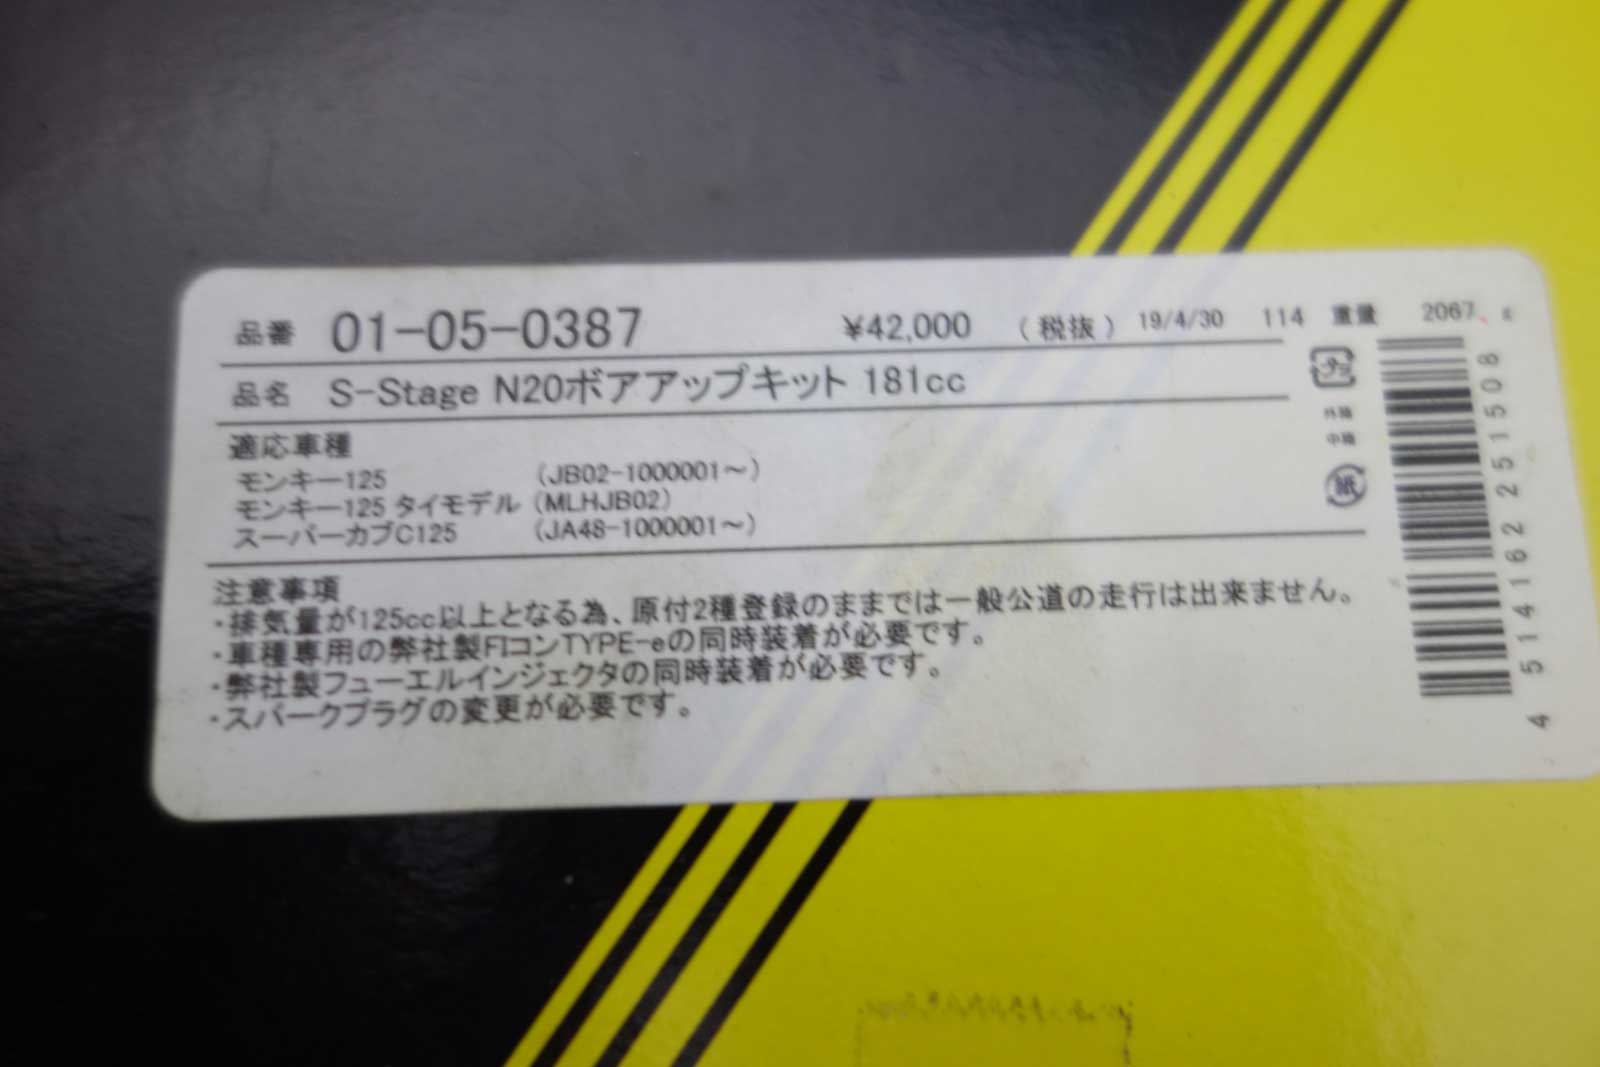 品番 01-05-0387 ¥42,000 (税抜) 19/4/30 114 重量 2067
品名 S-Stage N20ボアアップキット 181cc
プラ
外箱
中箱
紙
適応車種
モンキー125 (JB02-1000001～)
モンキー125 タイモデル (MLHJB02)
スーパーカブC125 (JA48-1000001～)
注意事項
・排気量が125cc以上となる為、原付2種登録のままでは一般公道の走行は出来ません。
・車種専用の弊社製FIコンTYPE-eの同時装着が必要です。
・弊社製フューエルインジェクタの同時装着が必要です。
・スパークプラグの変更が必要です。
4514162251508